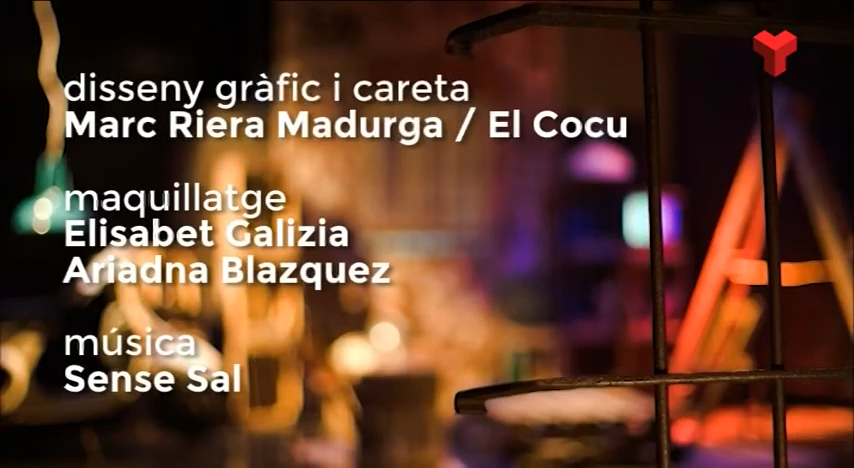 disseny gràfic i careta
Marc Riera Madurga / El Cocu
maquillatge
Elisabet Galizia
Ariadna Blazquez
música
Sense Sal